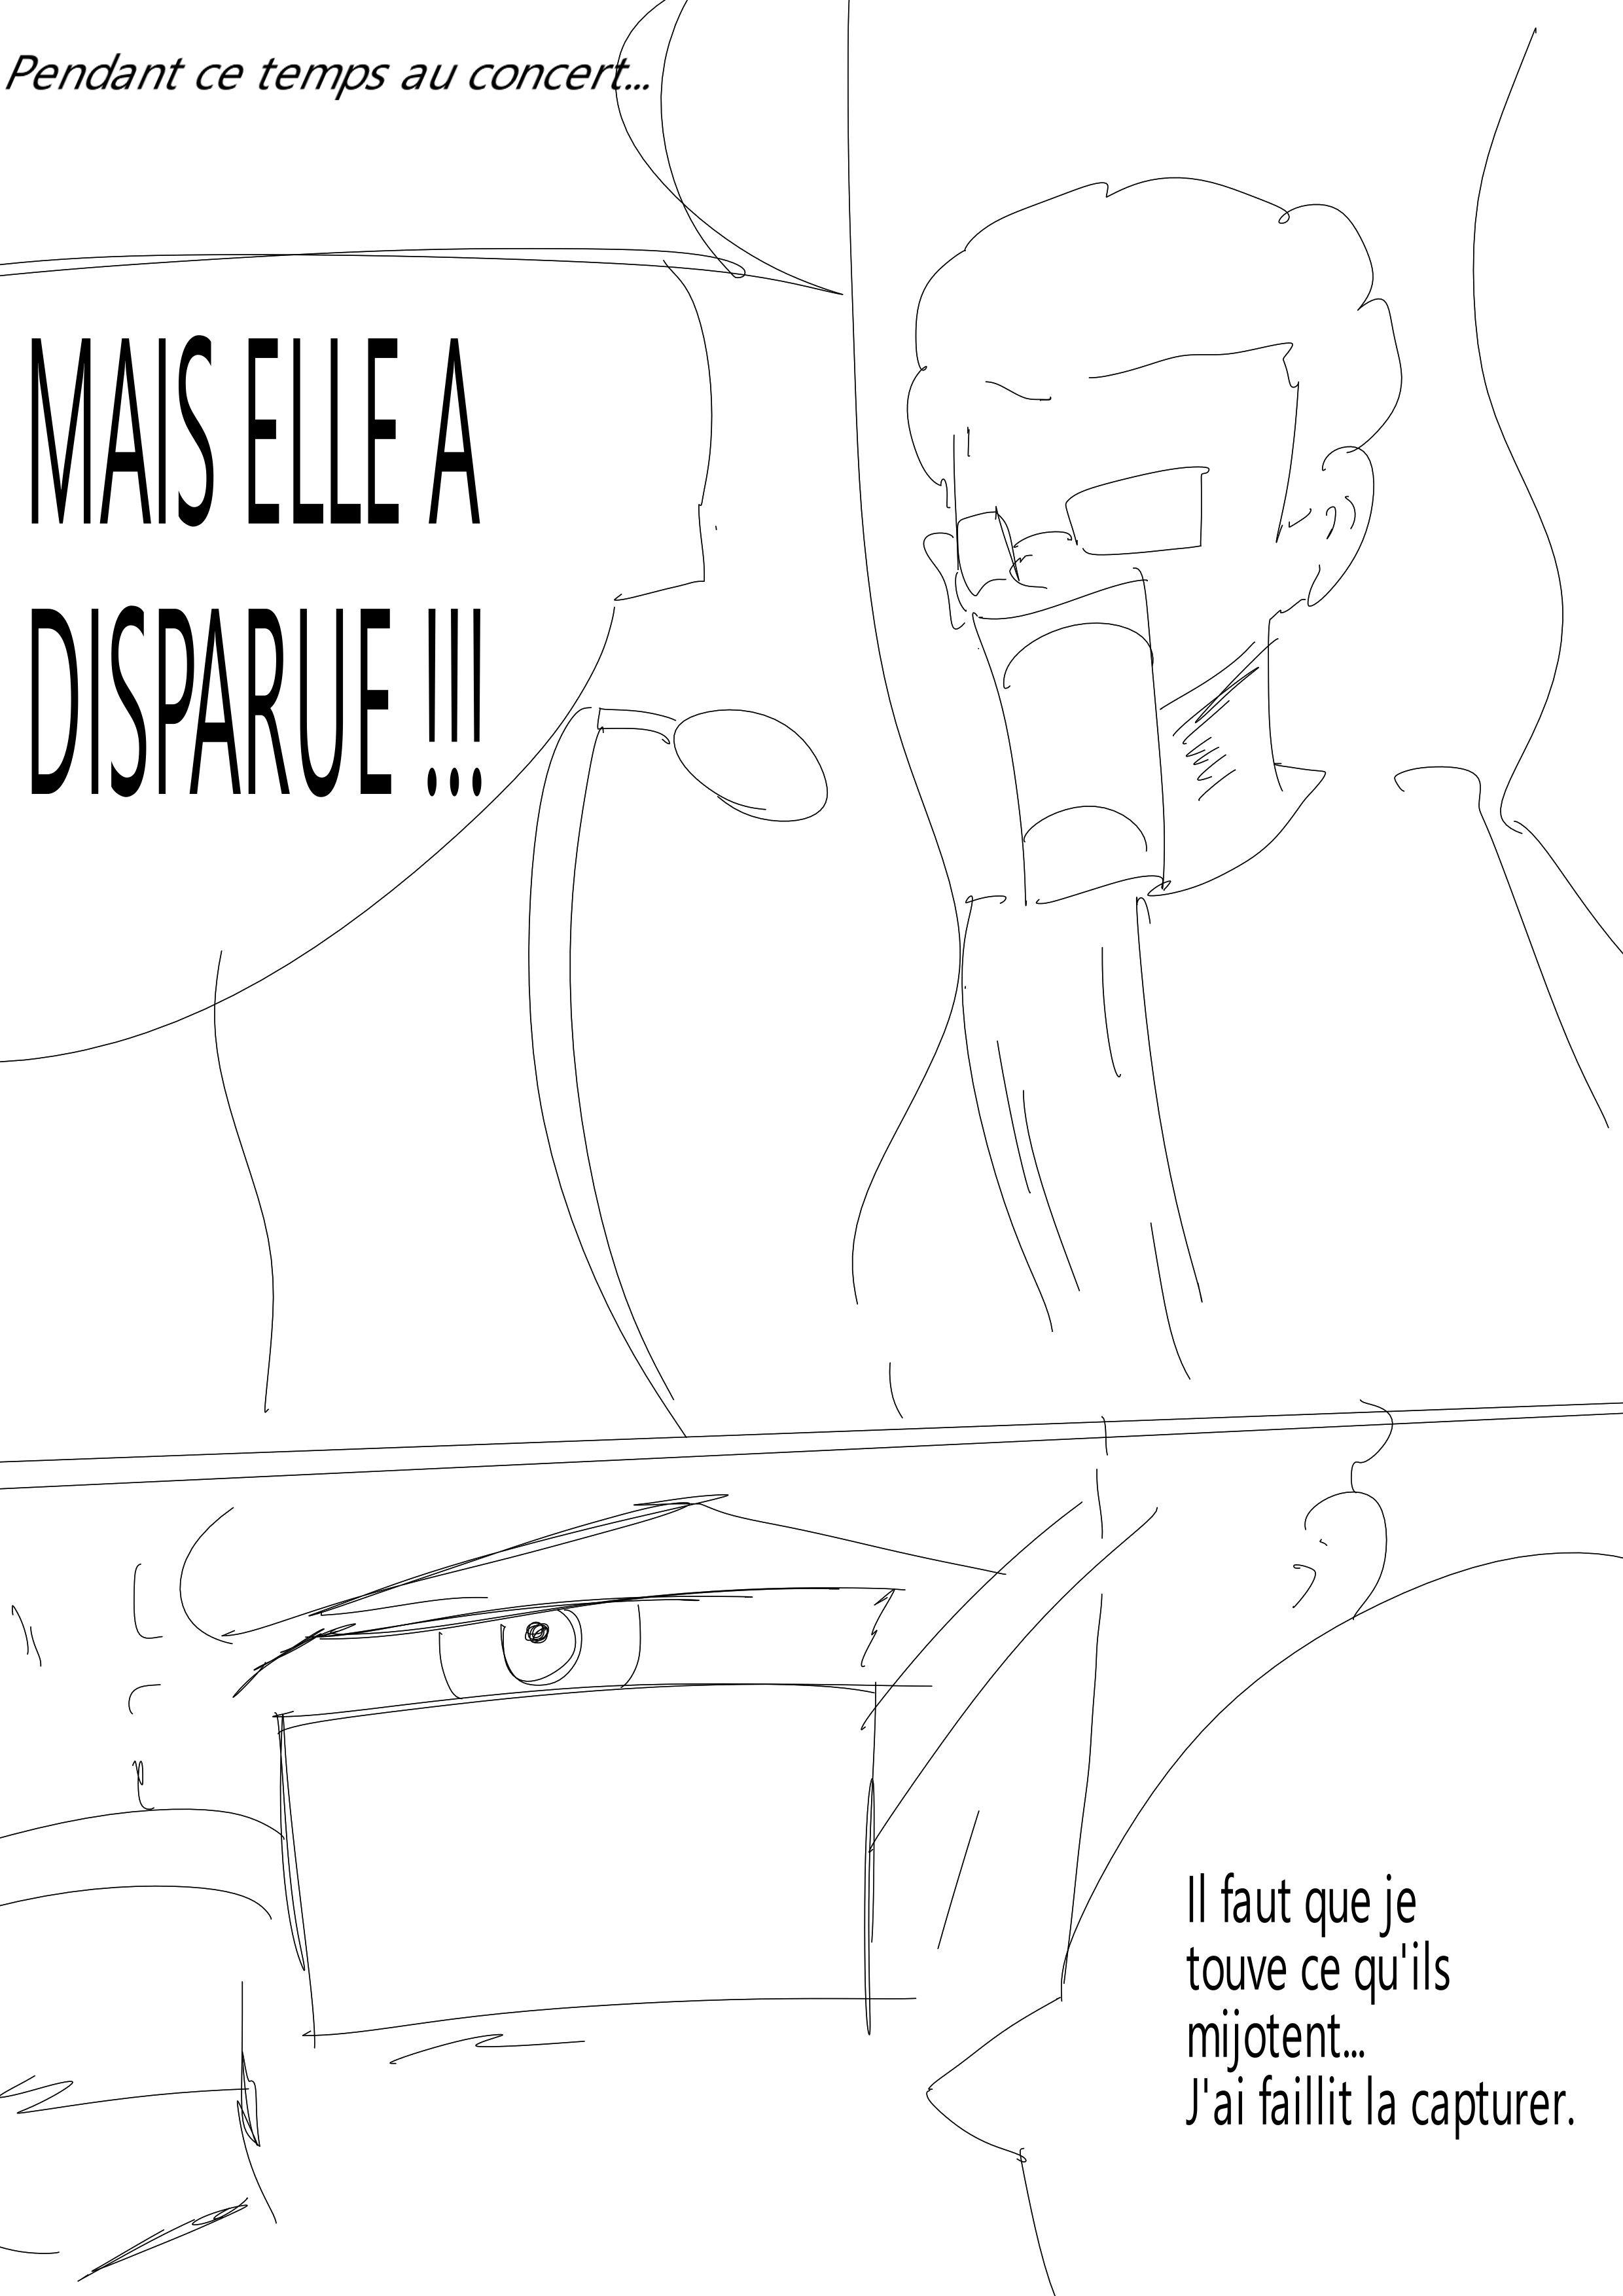 Pendant ce temps au concert...
MAIS ELLE A
DISPARUE !!!
Il faut que je
touve ce qu'ils
mijotent...
J'ai faillit la capturer.